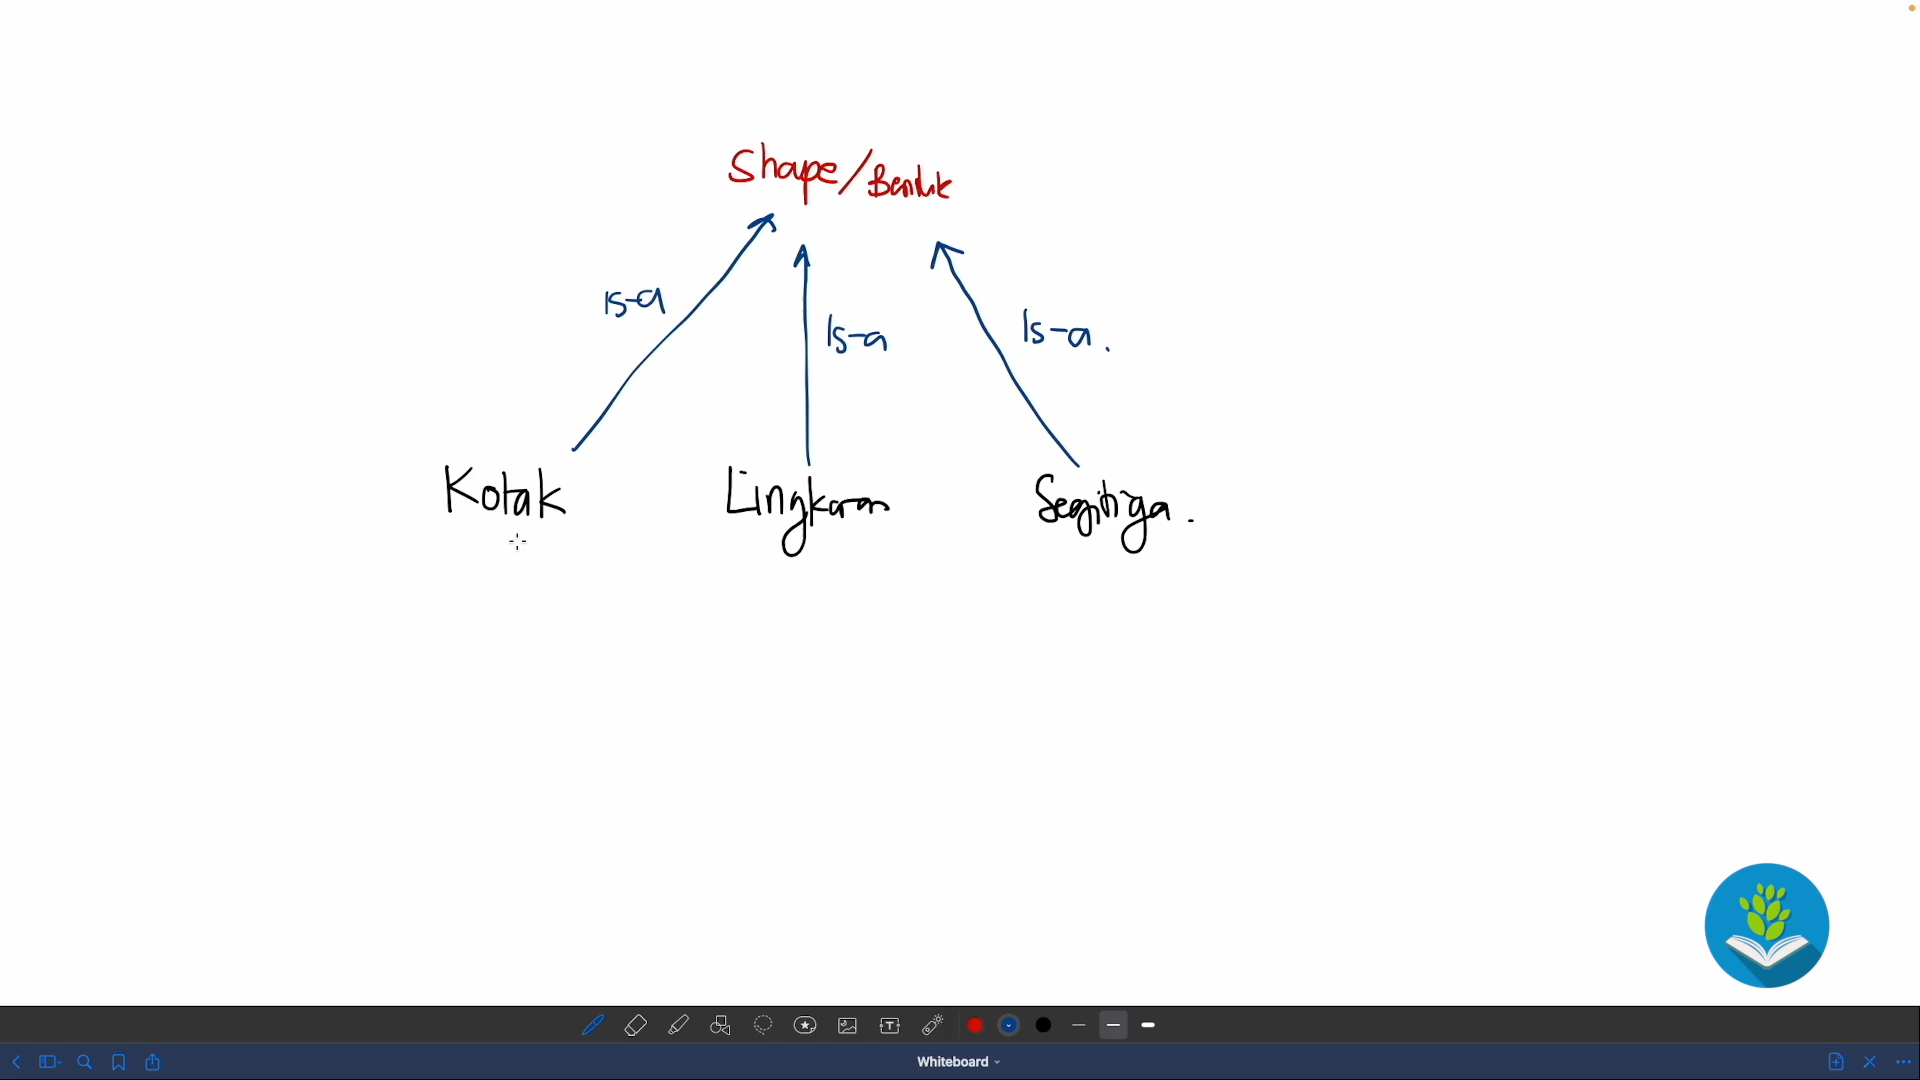 Shape/Bentuk
Is-a
Is-a
Is-a.
Kotak
Lingkaran
Segitiga.
Whiteboard